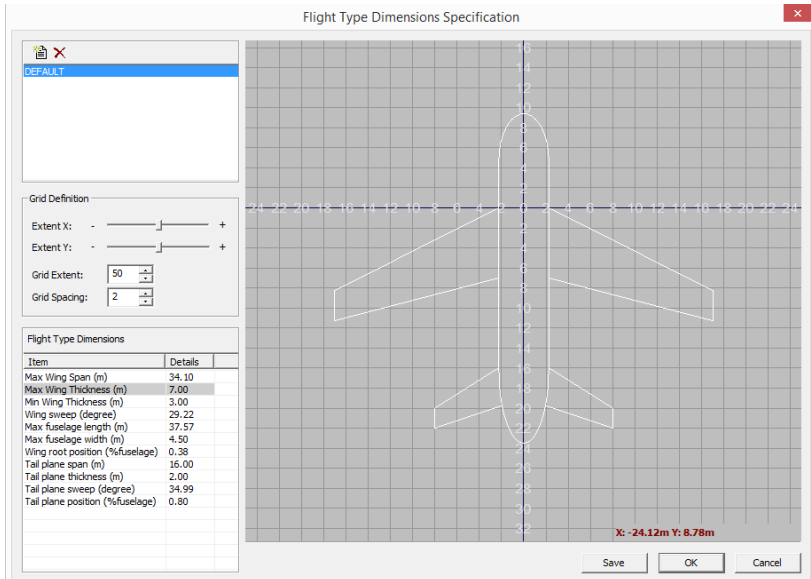 Flight Type Dimensions Specification
DEFAULT
Grid Definition
Extent X: - +
Extent Y: - +
Grid Extent: 50
Grid Spacing: 2
Flight Type Dimensions
Item Details
Max Wing Span (m) 34.10
Max Wing Thickness (m) 7.00
Min Wing Thickness (m) 3.00
Wing sweep (degree) 29.22
Max fuselage length (m) 37.57
Max fuselage width (m) 4.50
Wing root position (%fuselage) 0.38
Tail plane span (m) 16.00
Tail plane thickness (m) 2.00
Tail plane sweep (degree) 34.99
Tail plane position (%fuselage) 0.80
16
14
12
10
8
6
4
2
24 22 20 18 16 14 12 10 8 6 4 2 0 2 4 6 8 10 12 14 16 18 20 22 24
2
4
6
8
10
12
14
16
18
20
22
24
26
28
30
32
X: -24.12m Y: 8.78m
Save OK Cancel